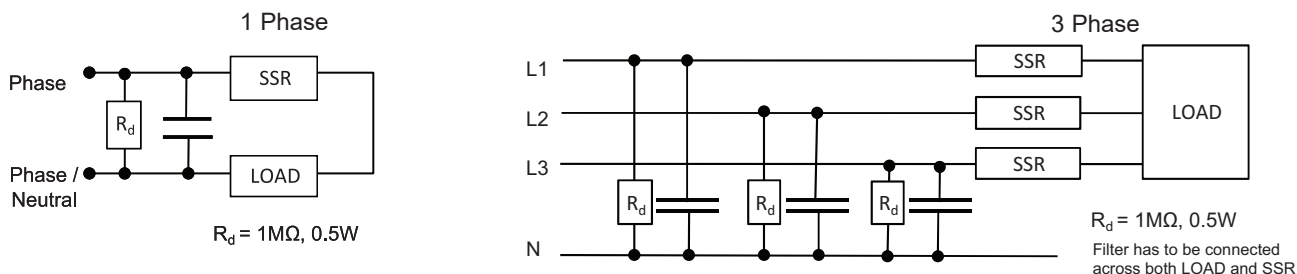 1 Phase
Phase
SSR
Rd
Phase /
Neutral
LOAD
Rd = 1MΩ, 0.5W
3 Phase
L1
SSR
L2
SSR
LOAD
L3
SSR
Rd
Rd
Rd
N
Rd = 1MΩ, 0.5W
Filter has to be connected
across both LOAD and SSR